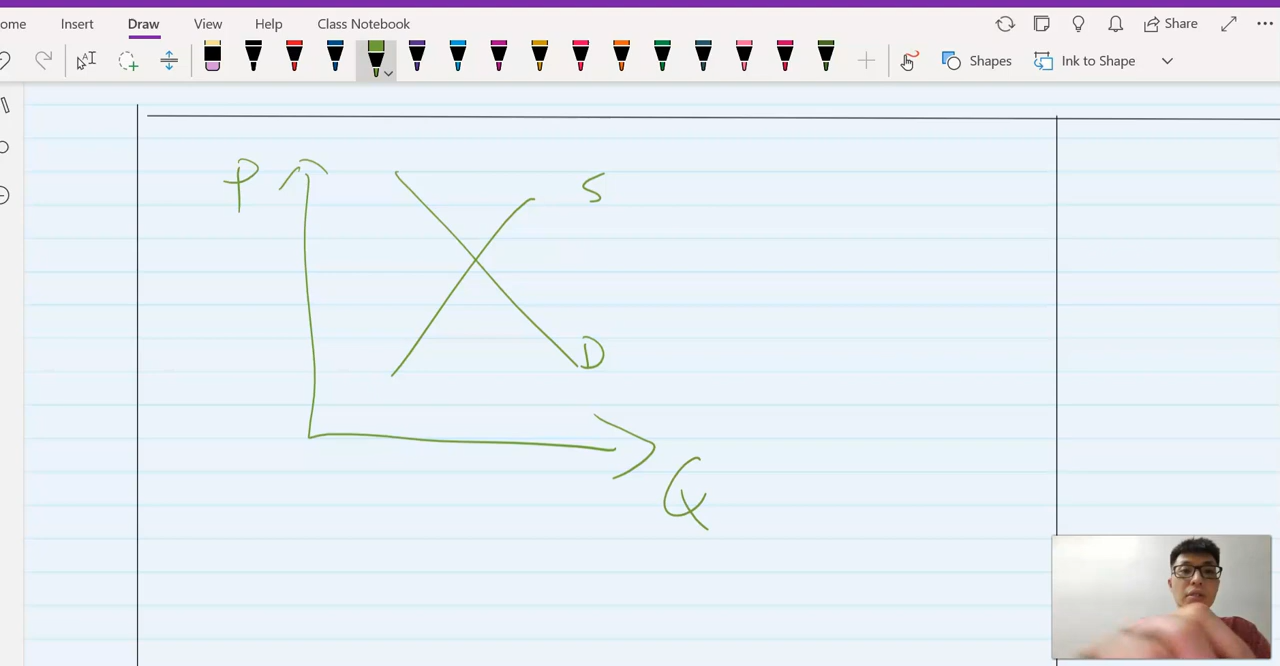 ome Insert Draw View Help Class Notebook Share
Shapes Ink to Shape
P
S
D
Q